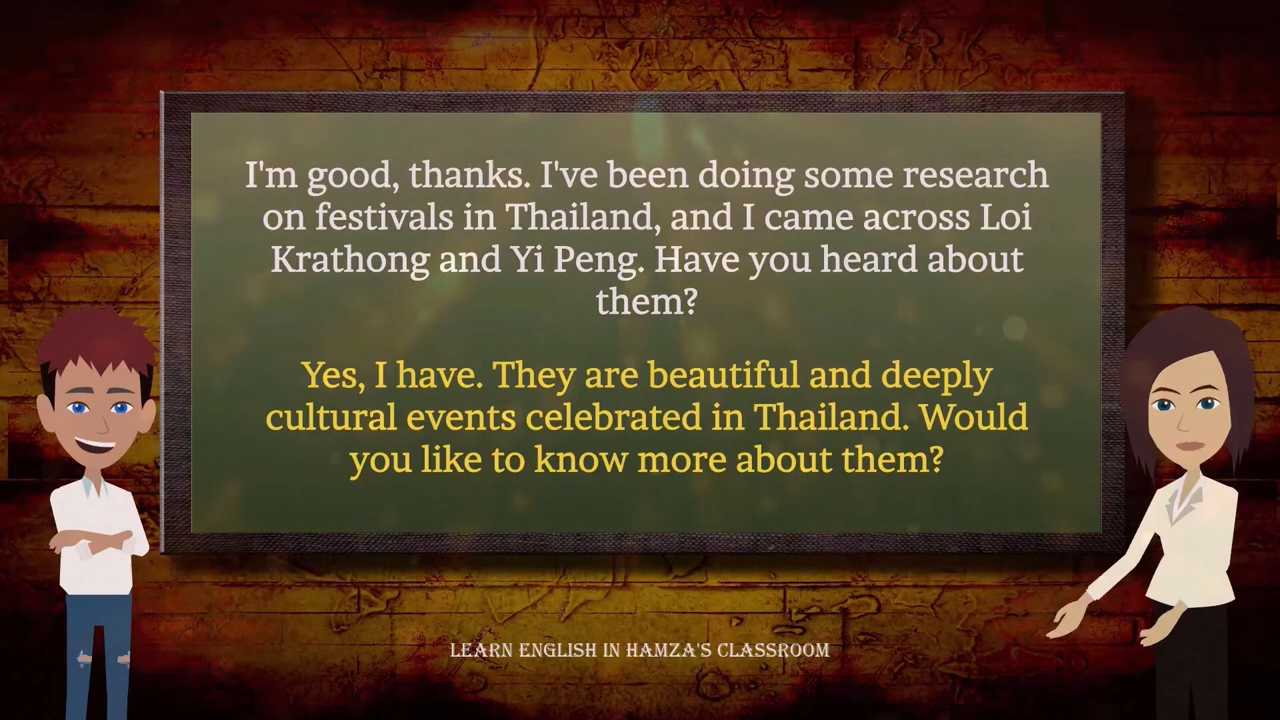 I'm good, thanks. I've been doing some research
on festivals in Thailand, and I came across Loi
Krathong and Yi Peng. Have you heard about
them?
Yes, I have. They are beautiful and deeply
cultural events celebrated in Thailand. Would
you like to know more about them?
LEARN ENGLISH IN HAMZA'S CLASSROOM